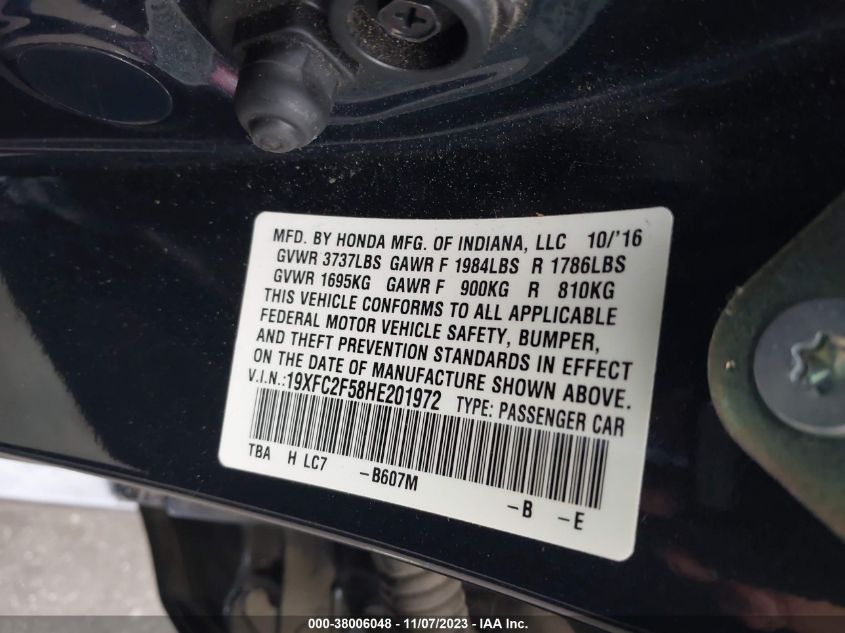 MFD. BY HONDA MFG. OF INDIANA, LLC 10/'16
GVWR 3737LBS GAWR F 1984LBS R 1786LBS
GVWR 1695KG GAWR F 900KG R 810KG
THIS VEHICLE CONFORMS TO ALL APPLICABLE
FEDERAL MOTOR VEHICLE SAFETY, BUMPER,
AND THEFT PREVENTION STANDARDS IN EFFECT
ON THE DATE OF MANUFACTURE SHOWN ABOVE.
V.I.N.:19XFC2F58HE201972 TYPE: PASSENGER CAR
TBA H LC7 -B607M -B -E
000-38006048 — 11/07/2023 — IAA Inc.